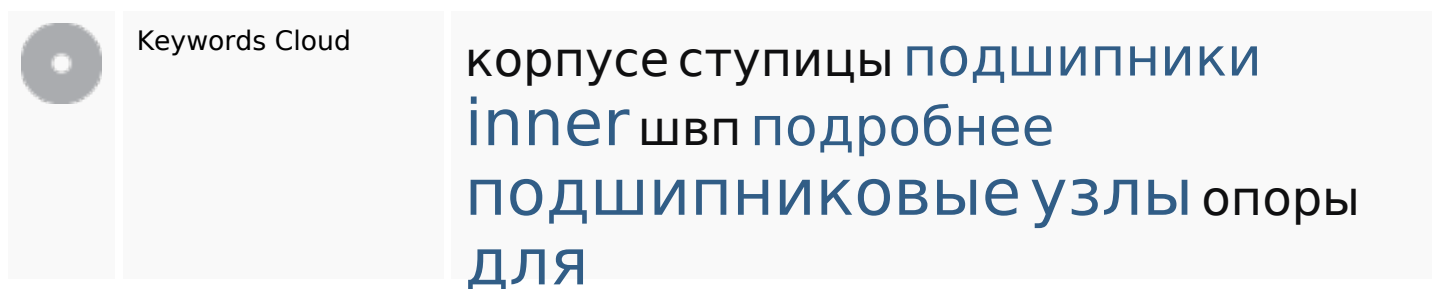 Keywords Cloud
корпусе ступицы подшипники
inner швп подробнее
подшипниковые узлы опоры
для